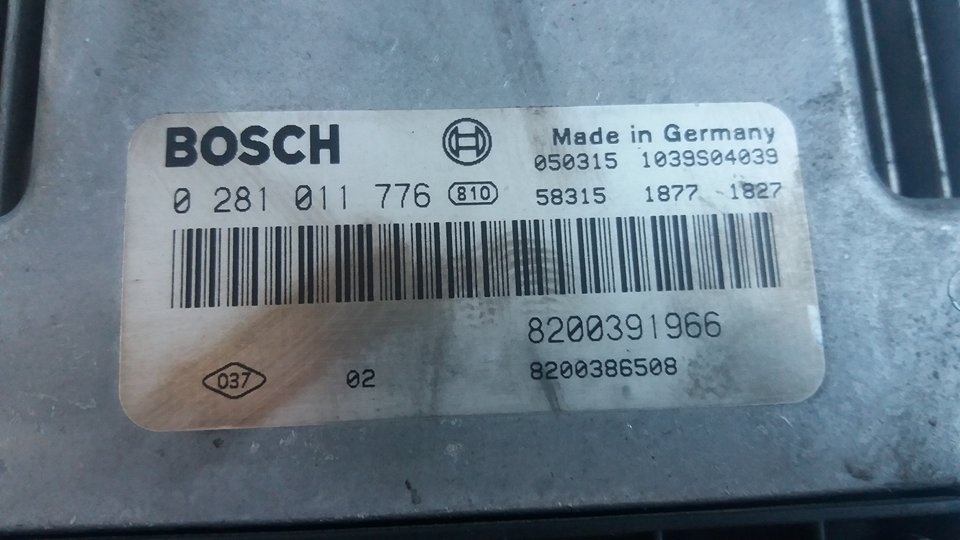 BOSCH
Made in Germany
050315 1039S04039
0 281 011 776 810
58315 1877 1827
8200391966
037 02
8200386508